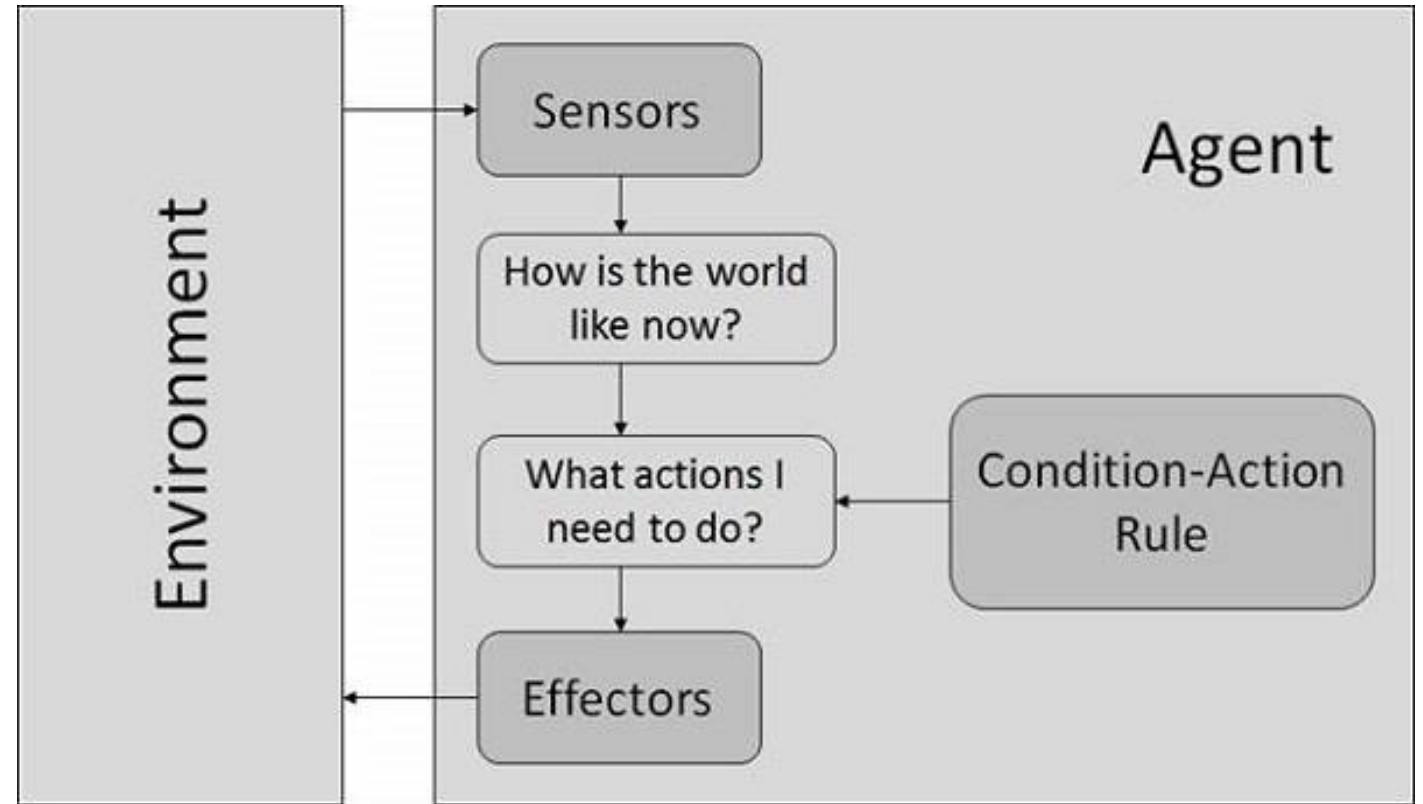 Environment
Sensors
Agent
How is the world
like now?
What actions I
need to do?
Condition-Action
Rule
Effectors